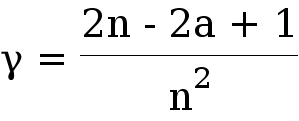 γ = (2n - 2a + 1) / n²